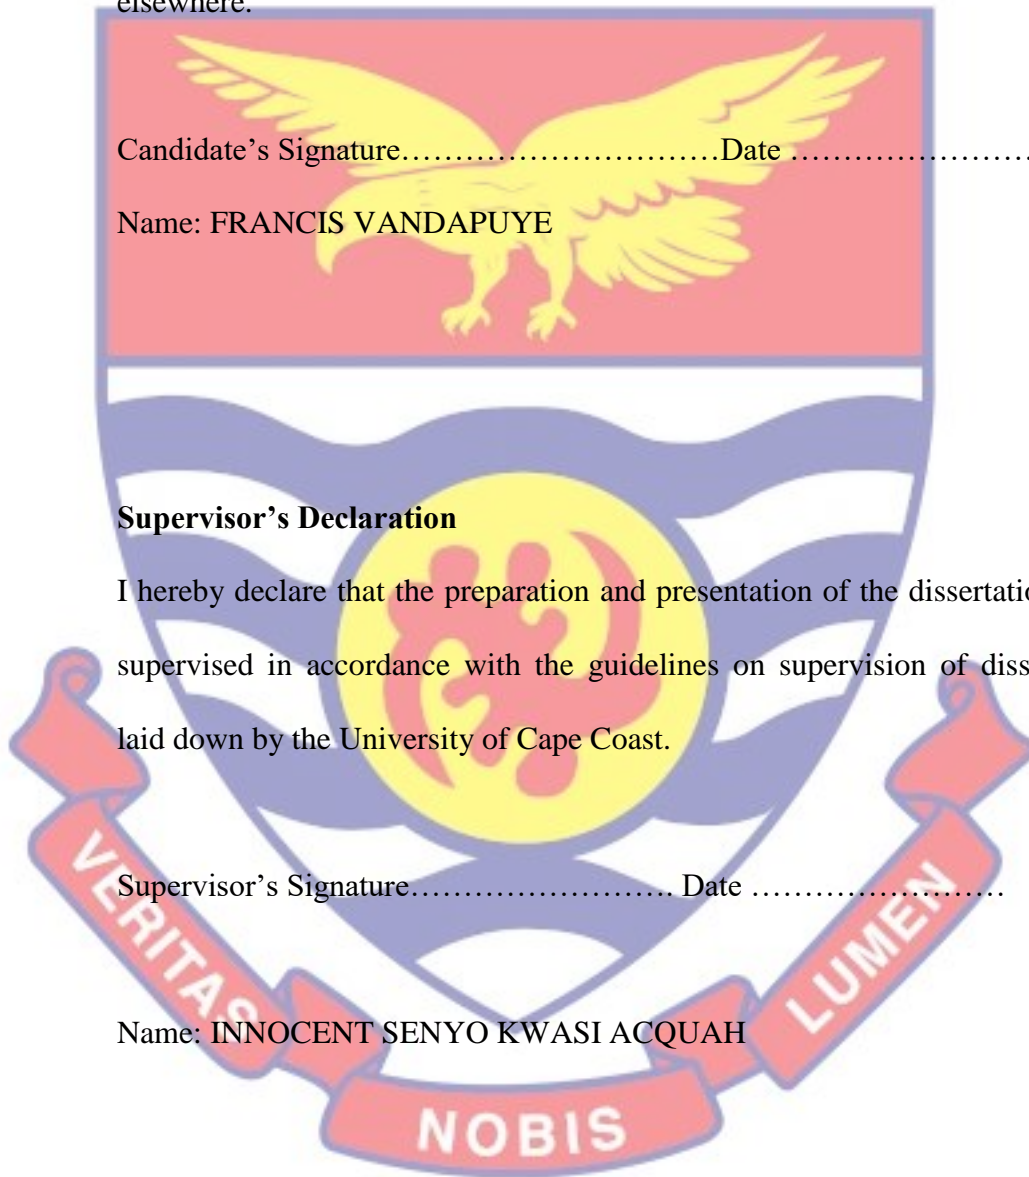 elsewhere.
Candidate's Signature…………………………Date ……………………
Name: FRANCIS VANDAPUYE
Supervisor's Declaration
I hereby declare that the preparation and presentation of the
supervised in accordance with the guidelines on supervision of
laid down by the University of Cape Coast.
Supervisor's Signature……………………. Date ……………………
Name: INNOCENT SENYO KWASI ACQUAH
VERITAS
NOBIS
LUMEN